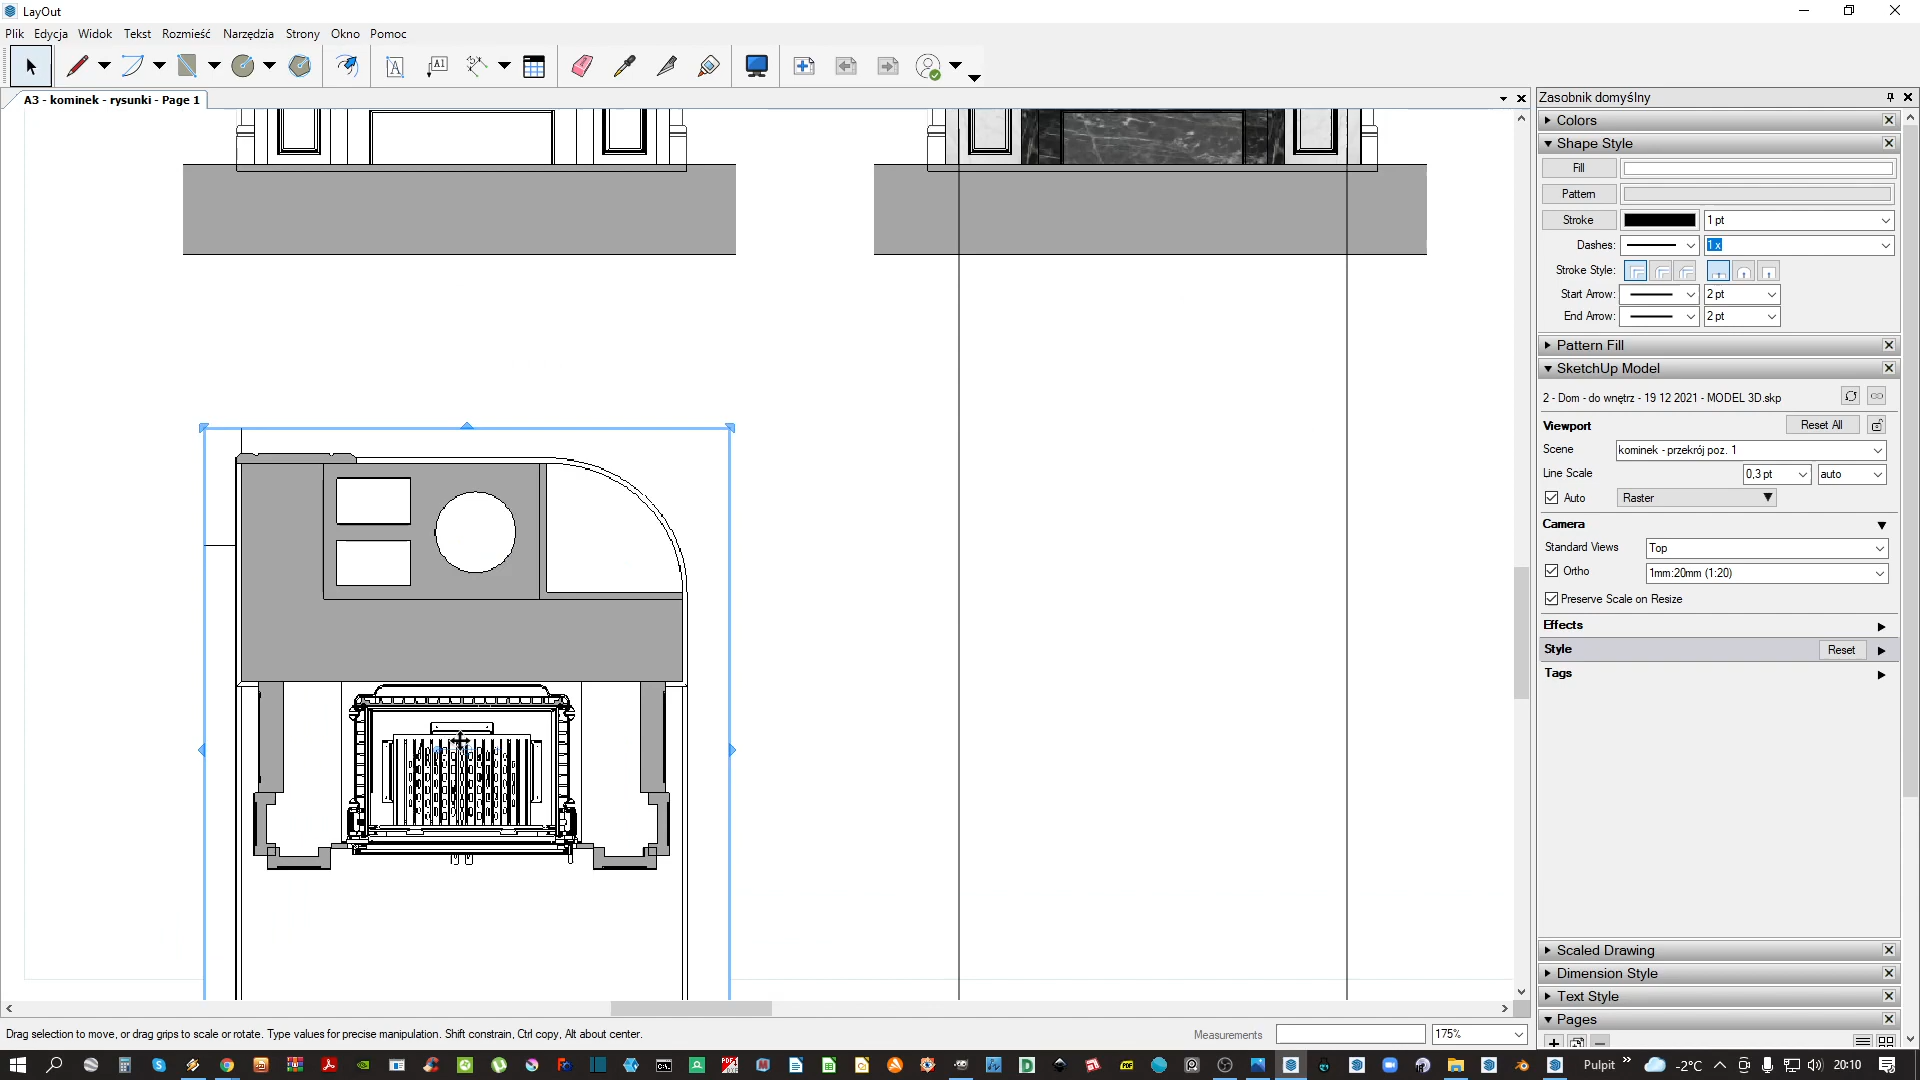 LayOut
Plik Edycja Widok Tekst Rozmieść Narzędzia Strony Okno Pomoc
A3 - kominek - rysunki - Page 1
Zasobnik domyślny
Colors
Shape Style
Fill
Pattern
Stroke 1 pt
Dashes: 1 x
Stroke Style:
Start Arrow: 2 pt
End Arrow: 2 pt
Pattern Fill
SketchUp Model
2 - Dom - do wnętrz - 19 12 2021 - MODEL 3D.skp
Viewport Reset All
Scene kominek - przekrój poz. 1
Line Scale 0,3 pt auto
Auto Raster
Camera
Standard Views Top
Ortho 1mm:20mm (1:20)
Preserve Scale on Resize
Effects
Style Reset
Tags
Scaled Drawing
Dimension Style
Text Style
Pages
Drag selection to move, or drag grips to scale or rotate. Type values for precise manipulation. Shift constrain, Ctrl copy, Alt about center.
Measurements 175%
Pulpit -2°C 20:10